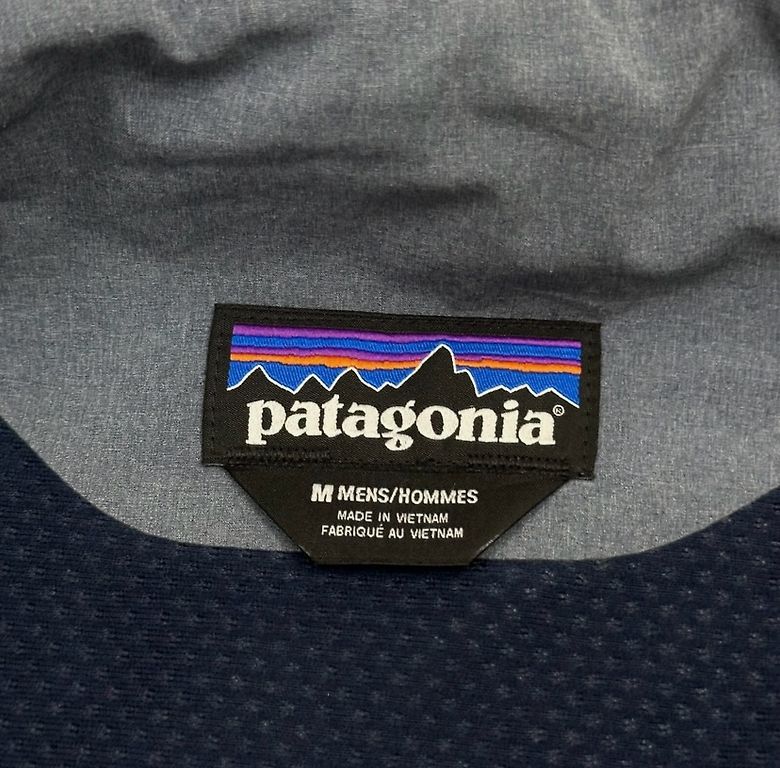 patagonia®
M MENS/HOMMES
MADE IN VIETNAM
FABRIQUÉ AU VIETNAM